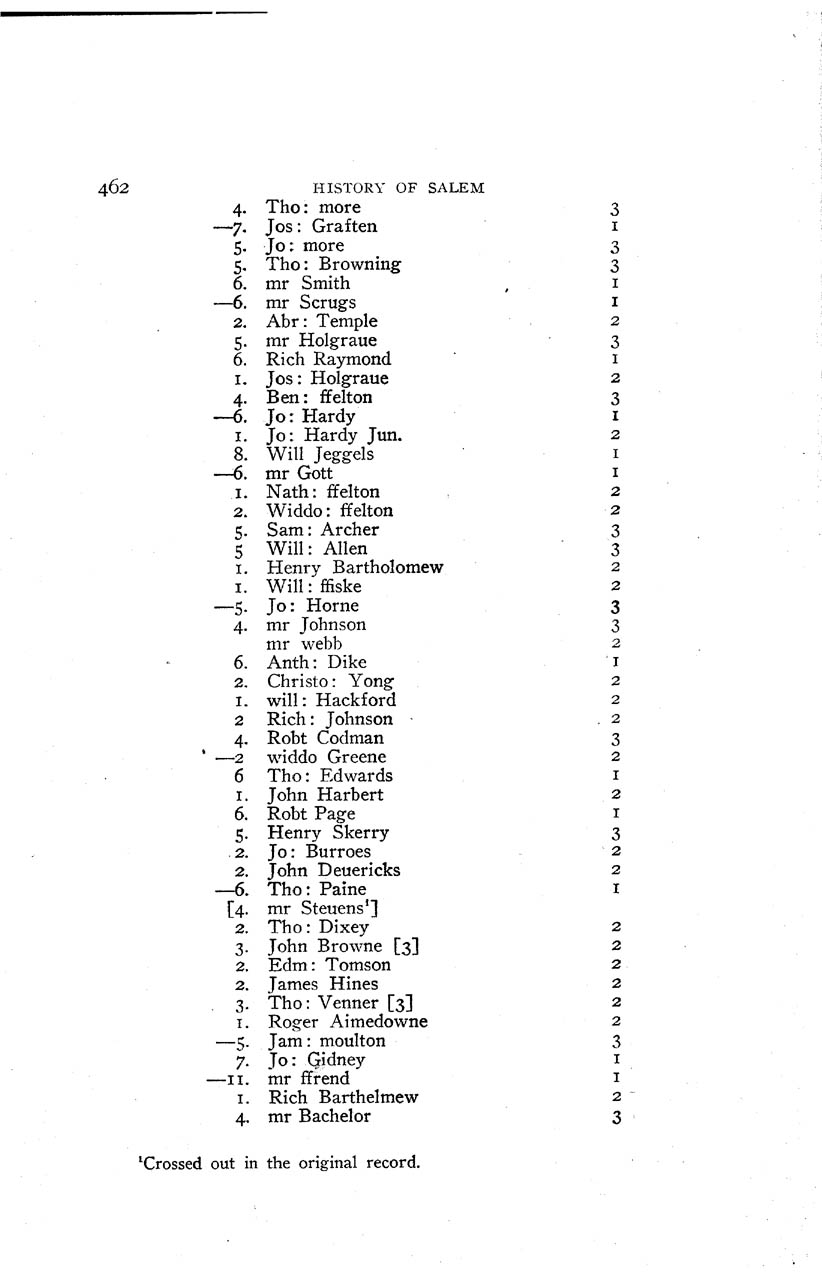 462 HISTORY OF SALEM
4. Tho: more 3
—7. Jos: Graften 1
5. Jo: more 3
5. Tho: Browning 3
6. mr Smith 1
—6. mr Scrugs 1
2. Abr: Temple 2
5. mr Holgraue 3
6. Rich Raymond 1
1. Jos: Holgraue 2
4. Ben: ffelton 3
—6. Jo: Hardy 1
1. Jo: Hardy Jun. 2
8. Will Jeggels 1
—6. mr Gott 1
1. Nath: ffelton 2
2. Widdo: ffelton 2
5. Sam: Archer 3
5 Will: Allen 3
1. Henry Bartholomew 2
1. Will: ffiske 2
—5. Jo: Horne 3
4. mr Johnson 3
mr webb 2
6. Anth: Dike 1
2. Christo: Yong 2
1. will: Hackford 2
2 Rich: Johnson 2
4. Robt Codman 3
—2 widdo Greene 2
6 Tho: Edwards 1
1. John Harbert 2
6. Robt Page 1
5. Henry Skerry 3
2. Jo: Burroes 2
2. John Deuericks 2
—6. Tho: Paine 1
[4. mr Steuens¹]
2. Tho: Dixey 2
3. John Browne [3] 2
2. Edm: Tomson 2
2. James Hines 2
3. Tho: Venner [3] 2
1. Roger Aimedowne 2
—5. Jam: moulton 3
7. Jo: Gidney 1
—11. mr ffrend 1
1. Rich Barthelmew 2
4. mr Bachelor 3
¹Crossed out in the original record.